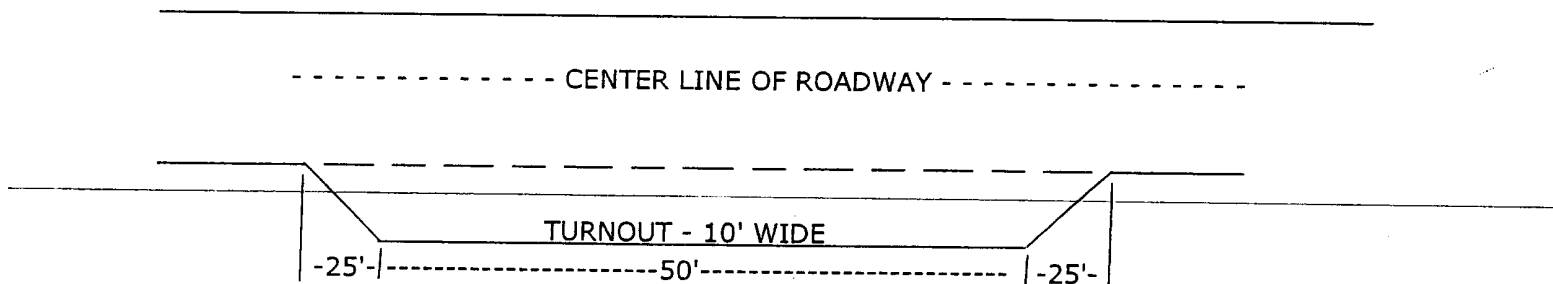 - - - - - - - - - - - - - CENTER LINE OF ROADWAY - - - - - - - - - - - - - - -
TURNOUT - 10' WIDE
-25'-|-----------------------50'--------------------------|-25'-|